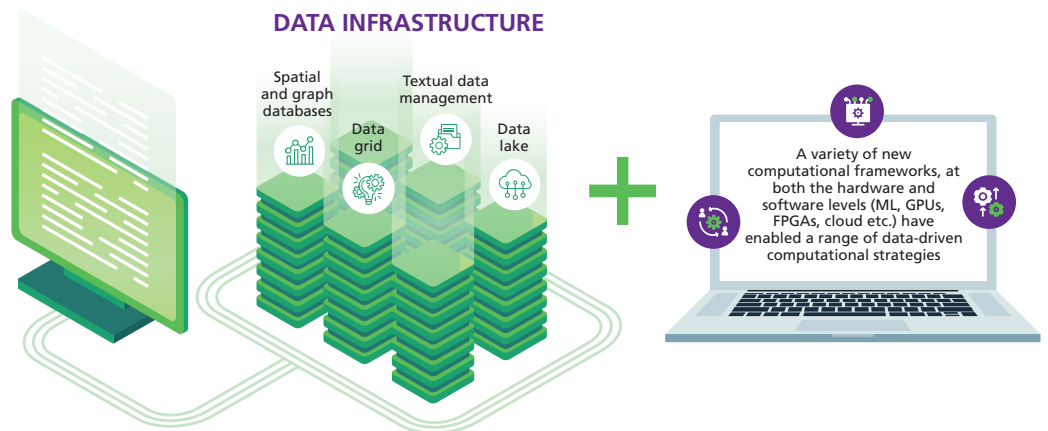 DATA INFRASTRUCTURE
Spatial
and graph
databases
Data
grid
Textual data
management
Data
lake
A variety of new
computational frameworks, at
both the hardware and
software levels (ML, GPUs,
FPGAs, cloud etc.) have
enabled a range of data-driven
computational strategies